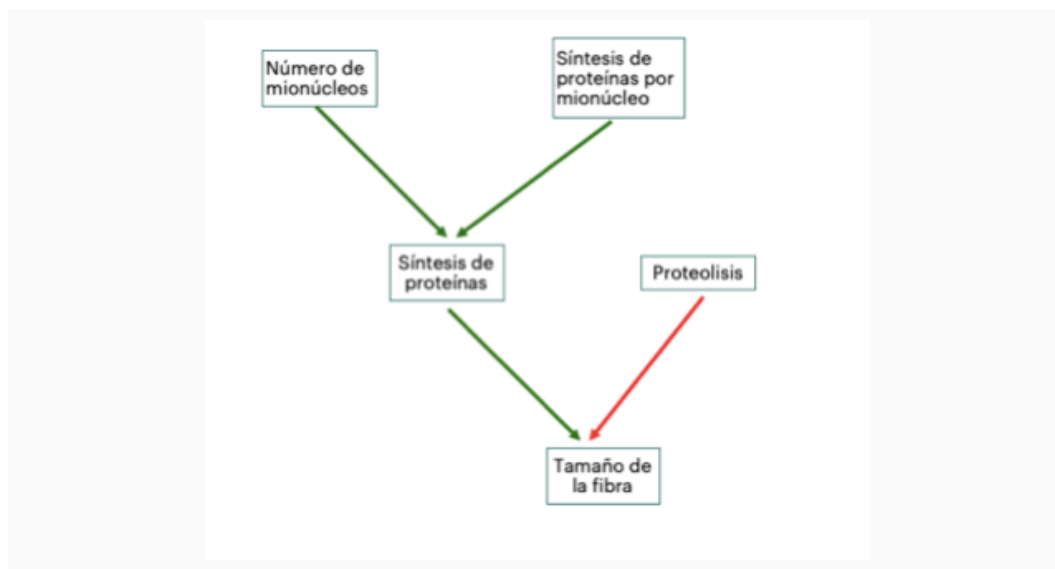 Número de
mionúcleos
Síntesis de
proteínas por
mionúcleo
Síntesis de
proteínas
Proteolisis
Tamaño de
la fibra